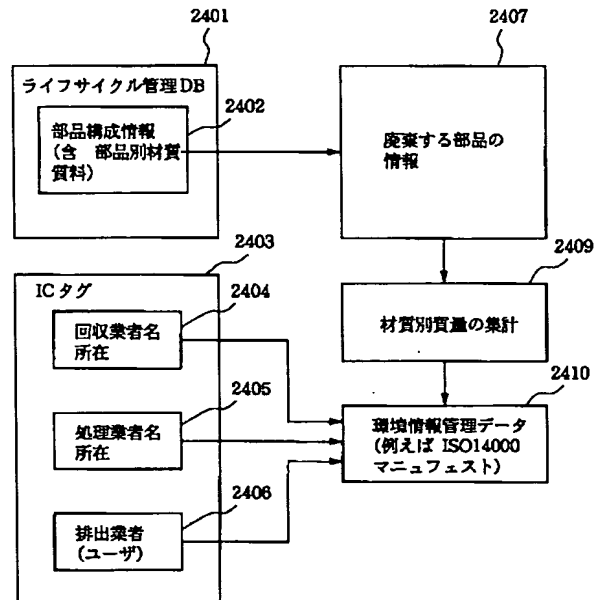 2401
ライフサイクル管理DB
2402
部品構成情報
(含 部品別材質
質料)
2407
廃棄する部品の
情報
2403
ICタグ
2404
回収業者名
所在
2405
処理業者名
所在
2406
排出業者
(ユーザ)
2409
材質別質量の集計
2410
環境情報管理データ
(例えば ISO14000
マニュフェスト)